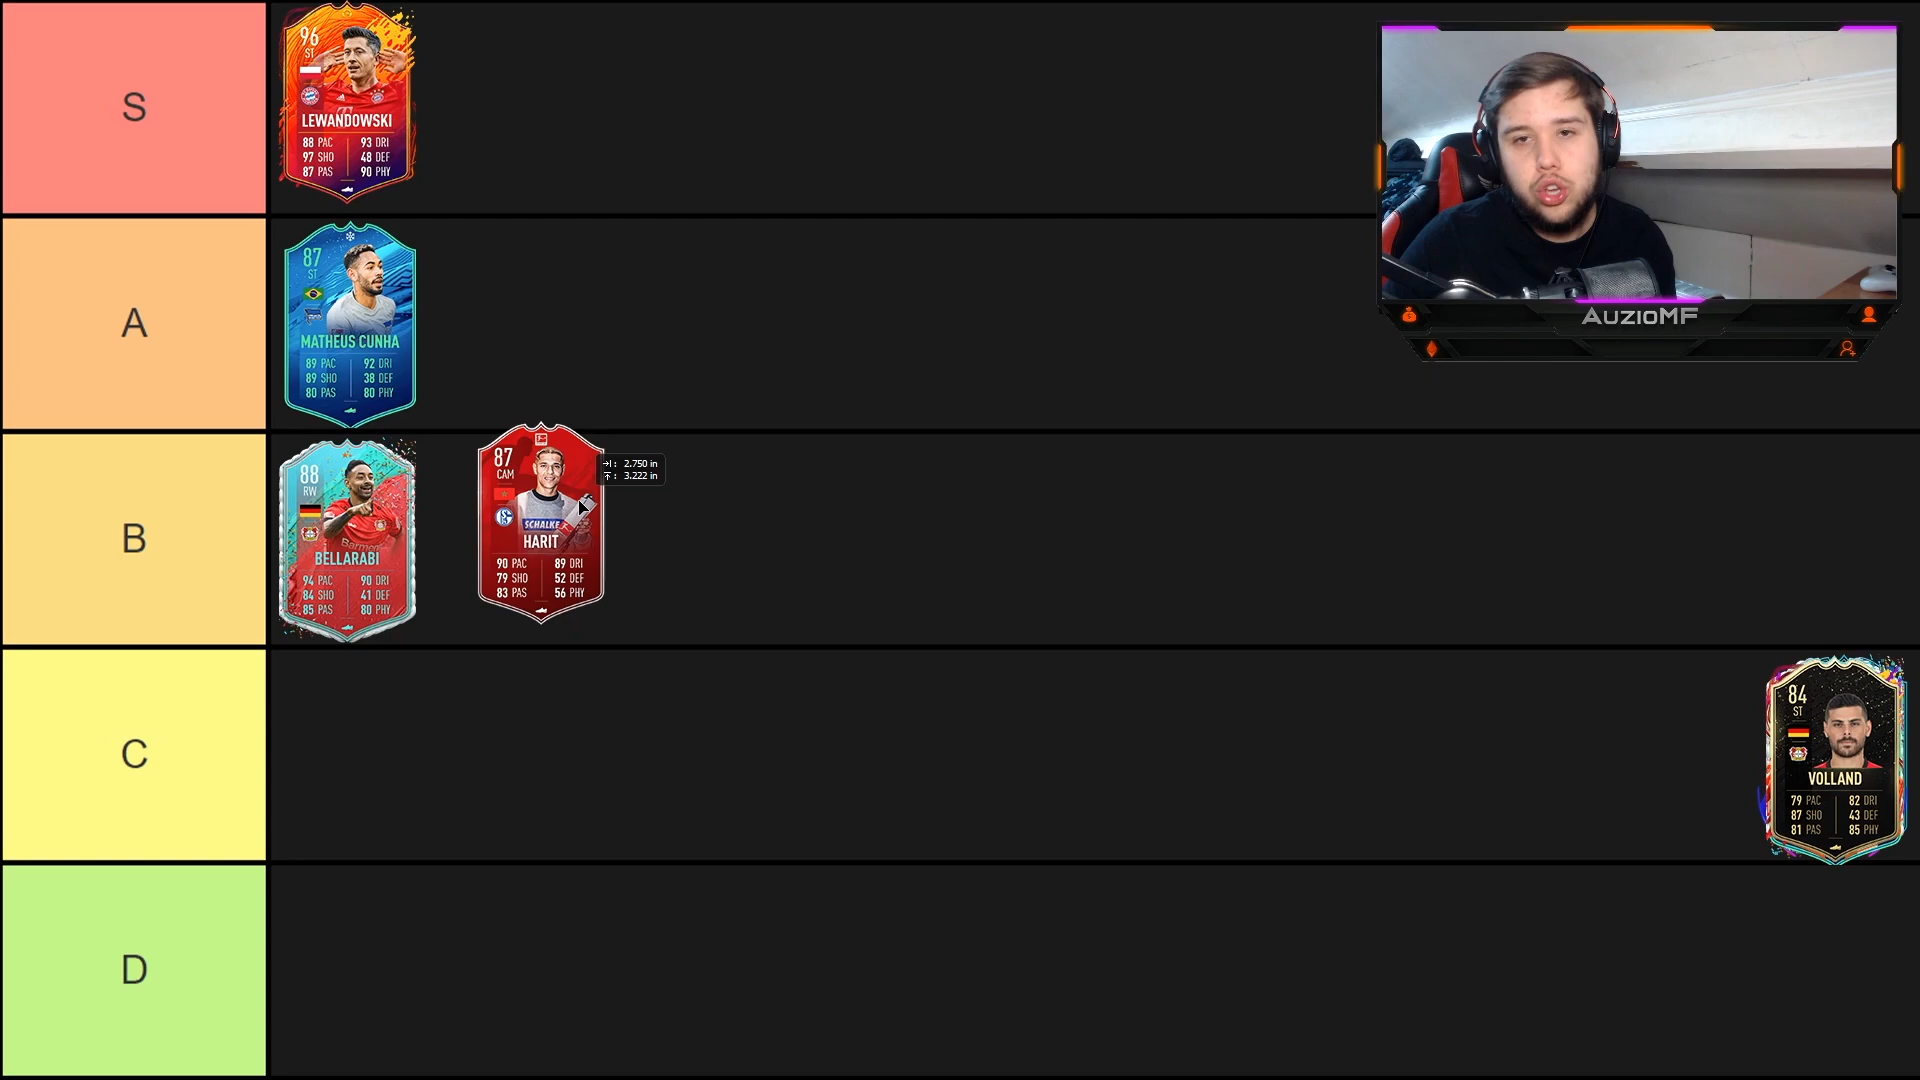 S
96
ST
LEWANDOWSKI
88 PAC 93 DRI
97 SHO 48 DEF
87 PAS 90 PHY
AUZIOMF
A
87
ST
MATHEUS CUNHA
89 PAC 92 DRI
89 SHO 38 DEF
80 PAS 80 PHY
B
88
RW
BELLARABI
94 PAC 90 DRI
84 SHO 41 DEF
85 PAS 80 PHY
87
CAM
SCHALKE
HARIT
90 PAC 89 DRI
79 SHO 52 DEF
83 PAS 56 PHY
2.750 in
3.222 in
C
84
ST
VOLLAND
79 PAC 82 DRI
87 SHO 43 DEF
81 PAS 85 PHY
D